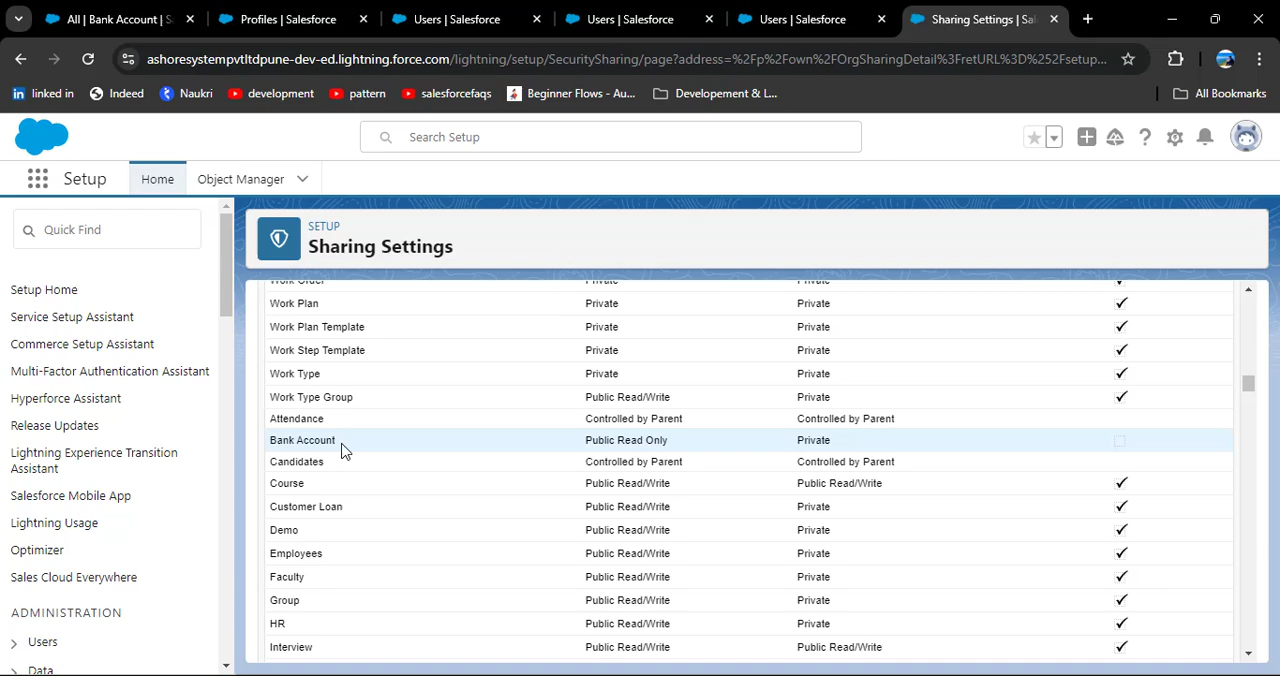 All | Bank Account | S
Profiles | Salesforce
Users | Salesforce
Users | Salesforce
Users | Salesforce
Sharing Settings | Sa
ashoresystempvtltdpune-dev-ed.lightning.force.com/lightning/setup/SecuritySharing/page?address=%2Fp%2Fown%2FOrgSharingDetail%3FretURL%3D%252Fsetup...
linked in
Indeed
Naukri
development
pattern
salesforcefaqs
Beginner Flows - Au...
Developement & L...
All Bookmarks
Search Setup
Setup
Home
Object Manager
Quick Find
Setup Home
Service Setup Assistant
Commerce Setup Assistant
Multi-Factor Authentication Assistant
Hyperforce Assistant
Release Updates
Lightning Experience Transition
Assistant
Salesforce Mobile App
Lightning Usage
Optimizer
Sales Cloud Everywhere
ADMINISTRATION
Users
Data
SETUP
Sharing Settings
Work Order Private Private
Work Plan Private Private
Work Plan Template Private Private
Work Step Template Private Private
Work Type Private Private
Work Type Group Public Read/Write Private
Attendance Controlled by Parent Controlled by Parent
Bank Account Public Read Only Private
Candidates Controlled by Parent Controlled by Parent
Course Public Read/Write Public Read/Write
Customer Loan Public Read/Write Private
Demo Public Read/Write Private
Employees Public Read/Write Private
Faculty Public Read/Write Private
Group Public Read/Write Private
HR Public Read/Write Private
Interview Public Read/Write Public Read/Write